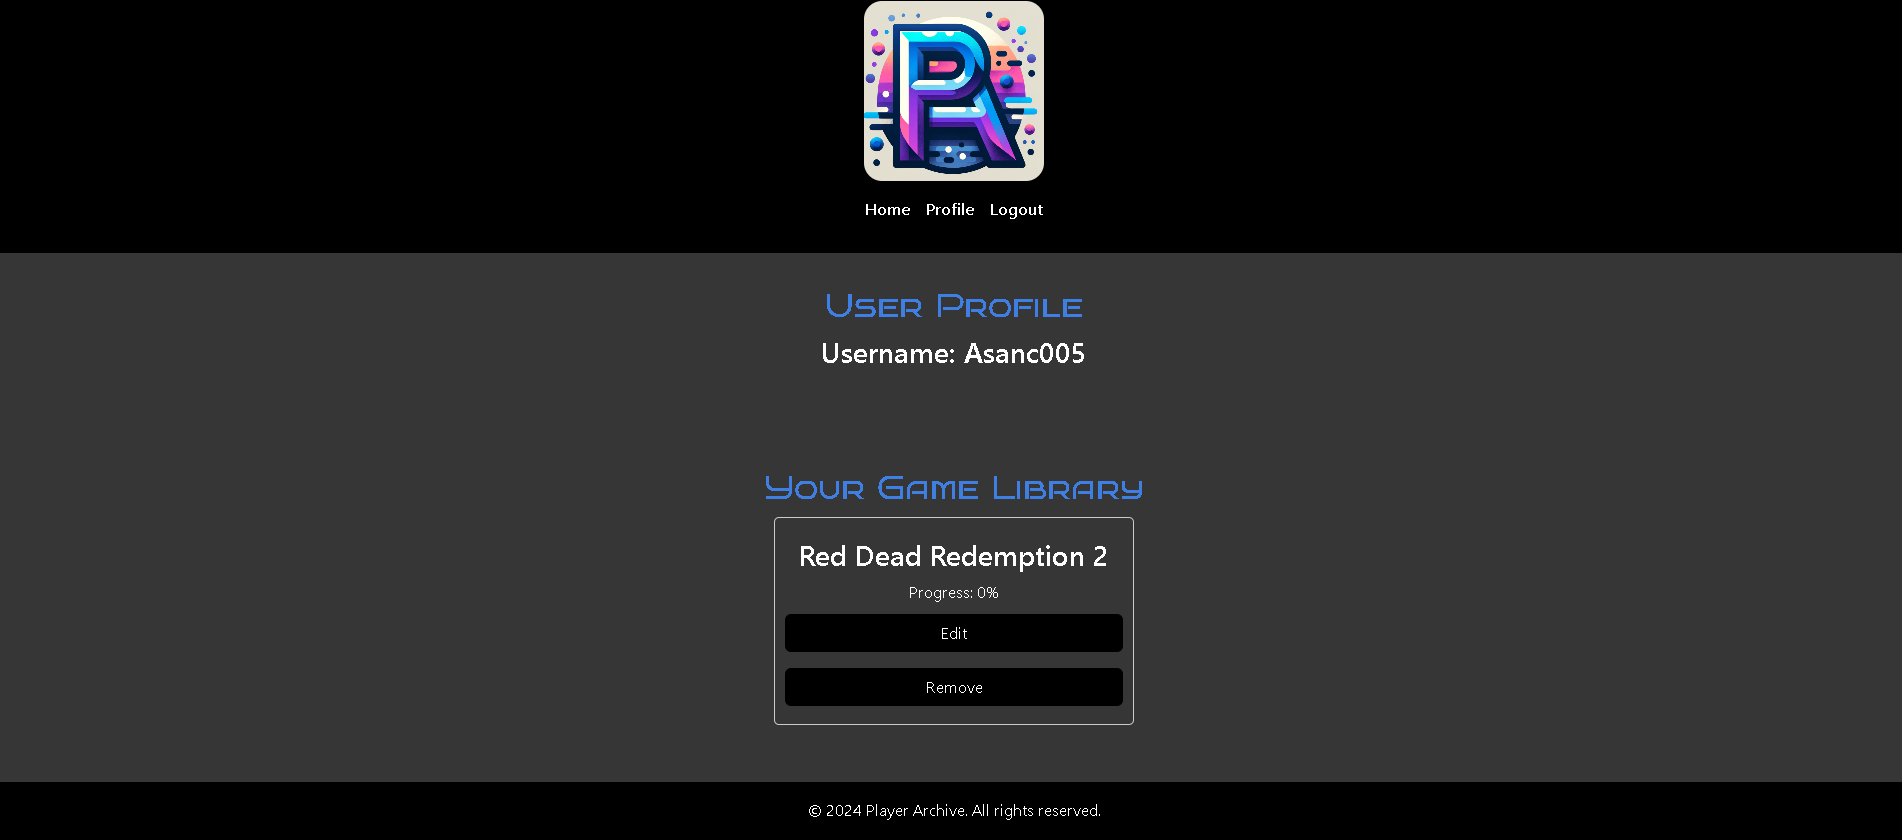 PA
Home Profile Logout
User Profile
Username: Asanc005
Your Game Library
Red Dead Redemption 2
Progress: 0%
Edit
Remove
© 2024 Player Archive. All rights reserved.